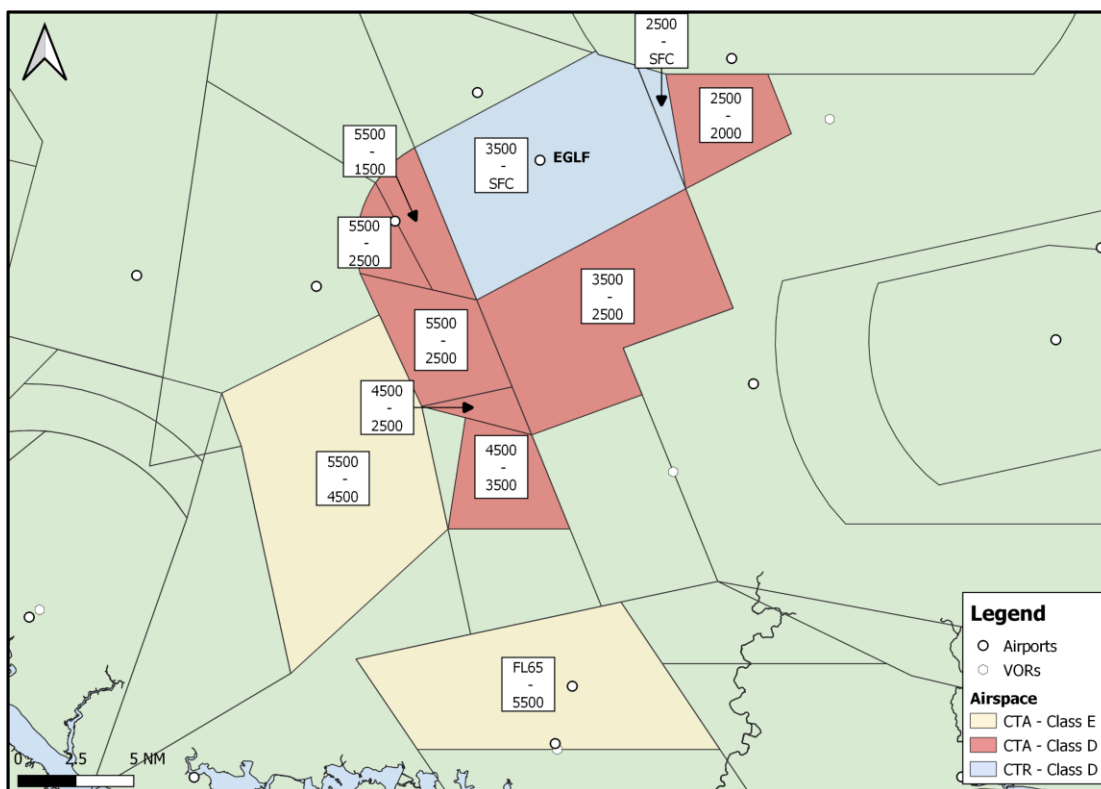 2500
-
SFC
2500
-
2000
5500
-
1500
3500
-
SFC
EGLF
5500
-
2500
3500
-
2500
5500
-
2500
4500
-
2500
4500
-
3500
5500
-
4500
FL65
-
5500
Legend
Airports
VORs
Airspace
CTA - Class E
CTA - Class D
CTR - Class D
0 2.5 5 NM